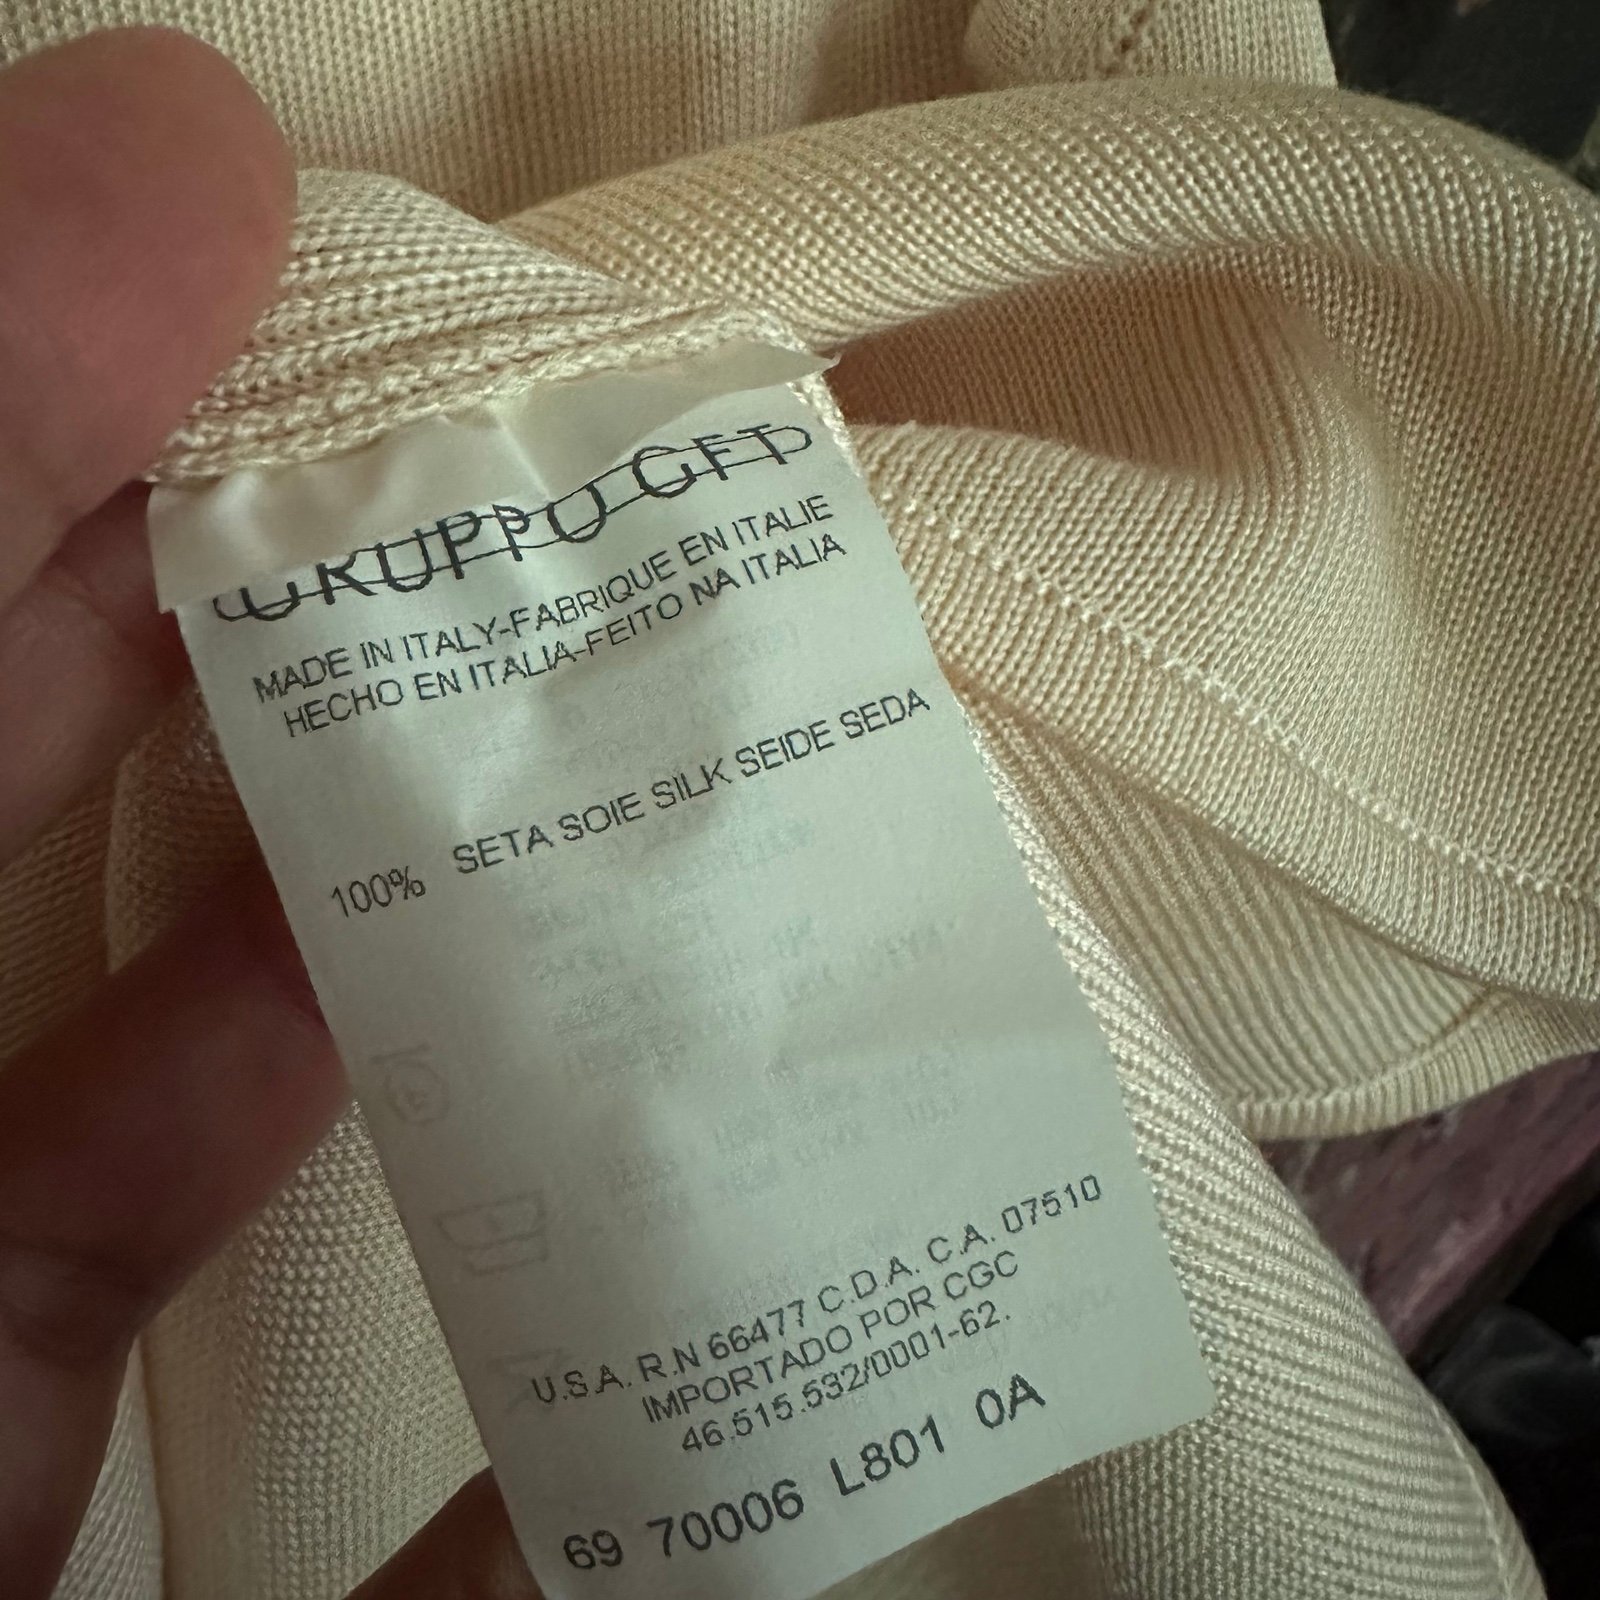 GRUPPO GFT
MADE IN ITALY-FABRIQUE EN ITALIE
HECHO EN ITALIA-FEITO NA ITALIA
100% SETA SOIE SILK SEIDE SEDA
U.S.A. R.N 66477 C.D.A. C.A. 07510
IMPORTADO POR CGC
46.515.532/0001-62.
69 70006 L801 0A